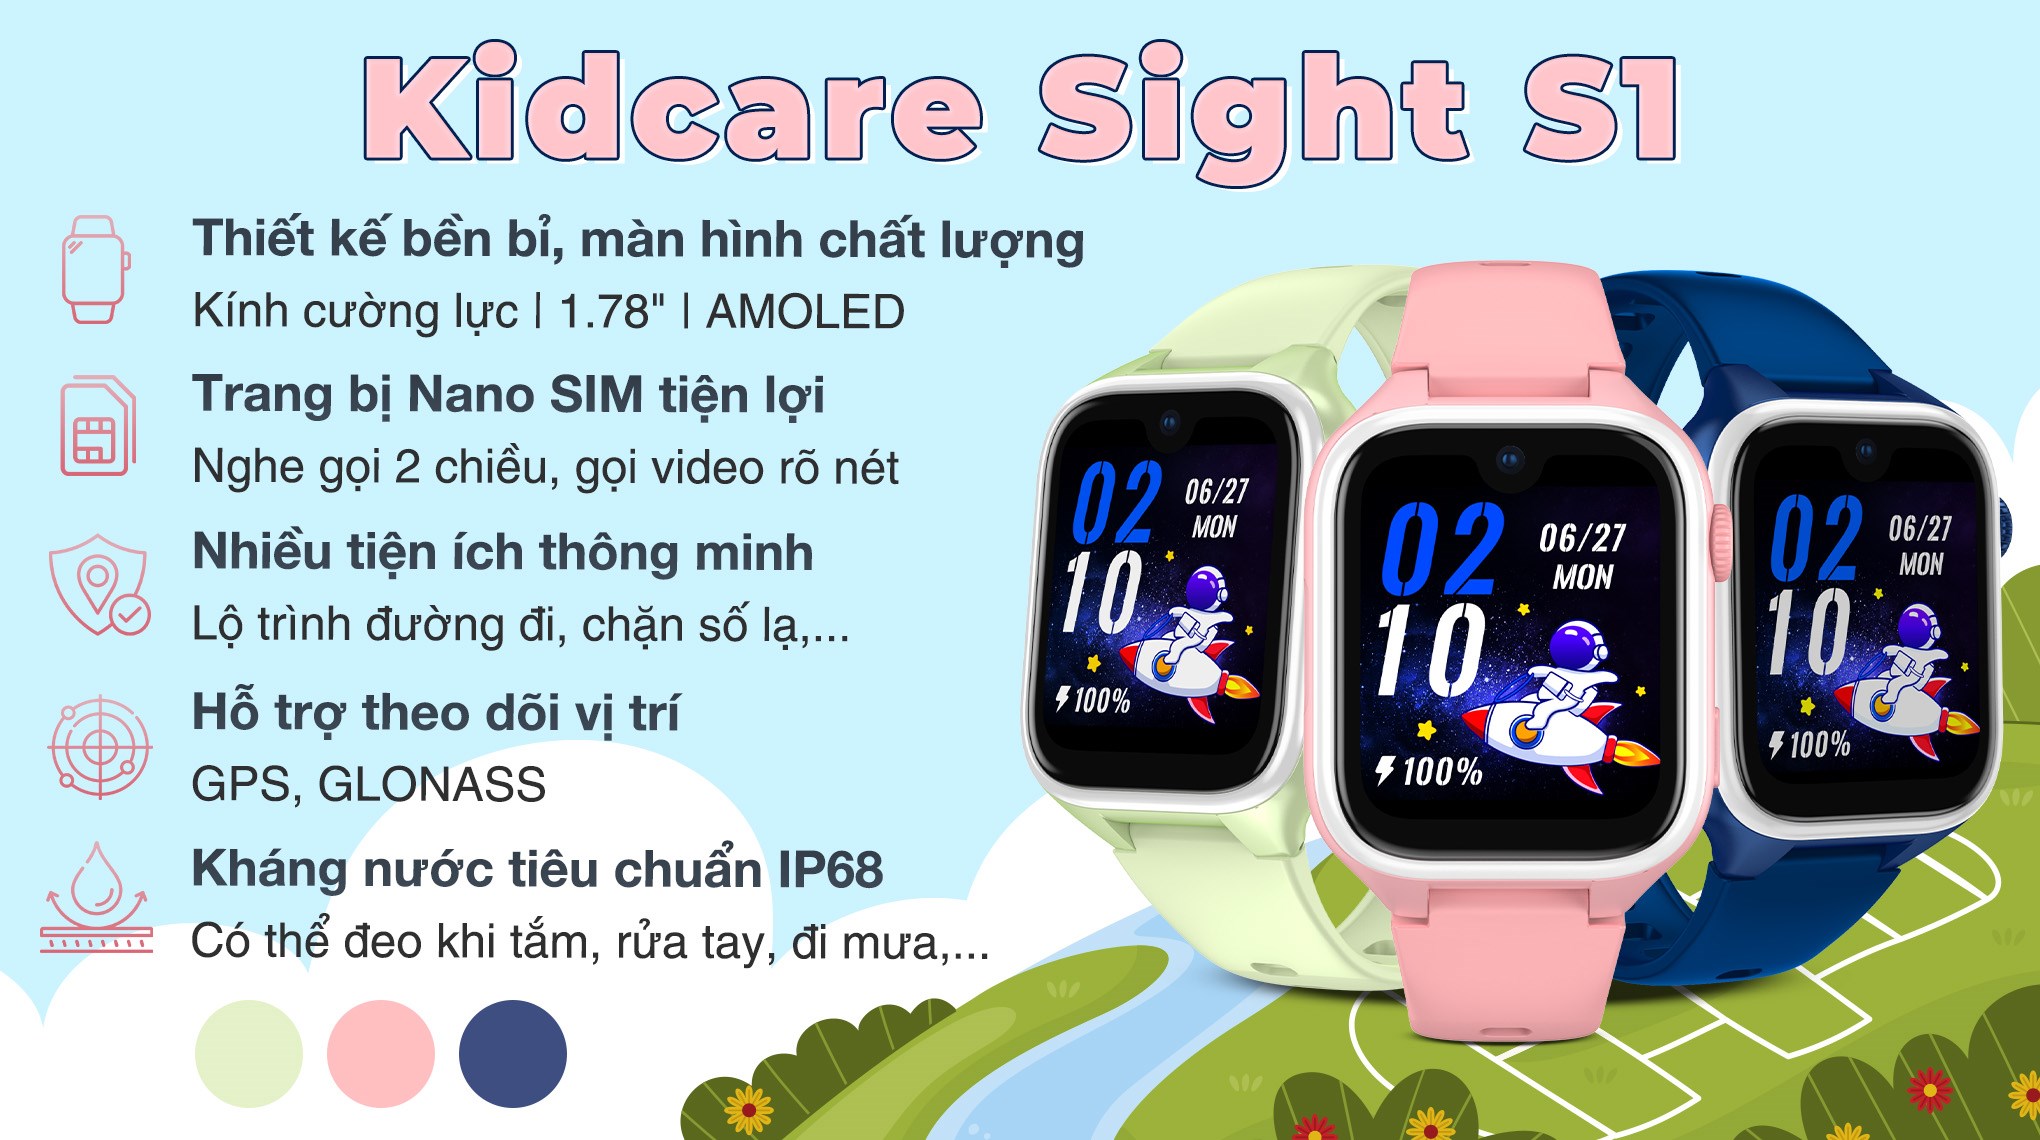 Kidcare Sight S1
Thiết kế bền bỉ, màn hình chất lượng
Kính cường lực | 1.78" | AMOLED
Trang bị Nano SIM tiện lợi
Nghe gọi 2 chiều, gọi video rõ nét
Nhiều tiện ích thông minh
Lộ trình đường đi, chặn số lạ,...
Hỗ trợ theo dõi vị trí
GPS, GLONASS
Kháng nước tiêu chuẩn IP68
Có thể đeo khi tắm, rửa tay, đi mưa,...
02
10
06/27
MON
100%
02
10
06/27
MON
100%
02
10
06/27
MON
100%